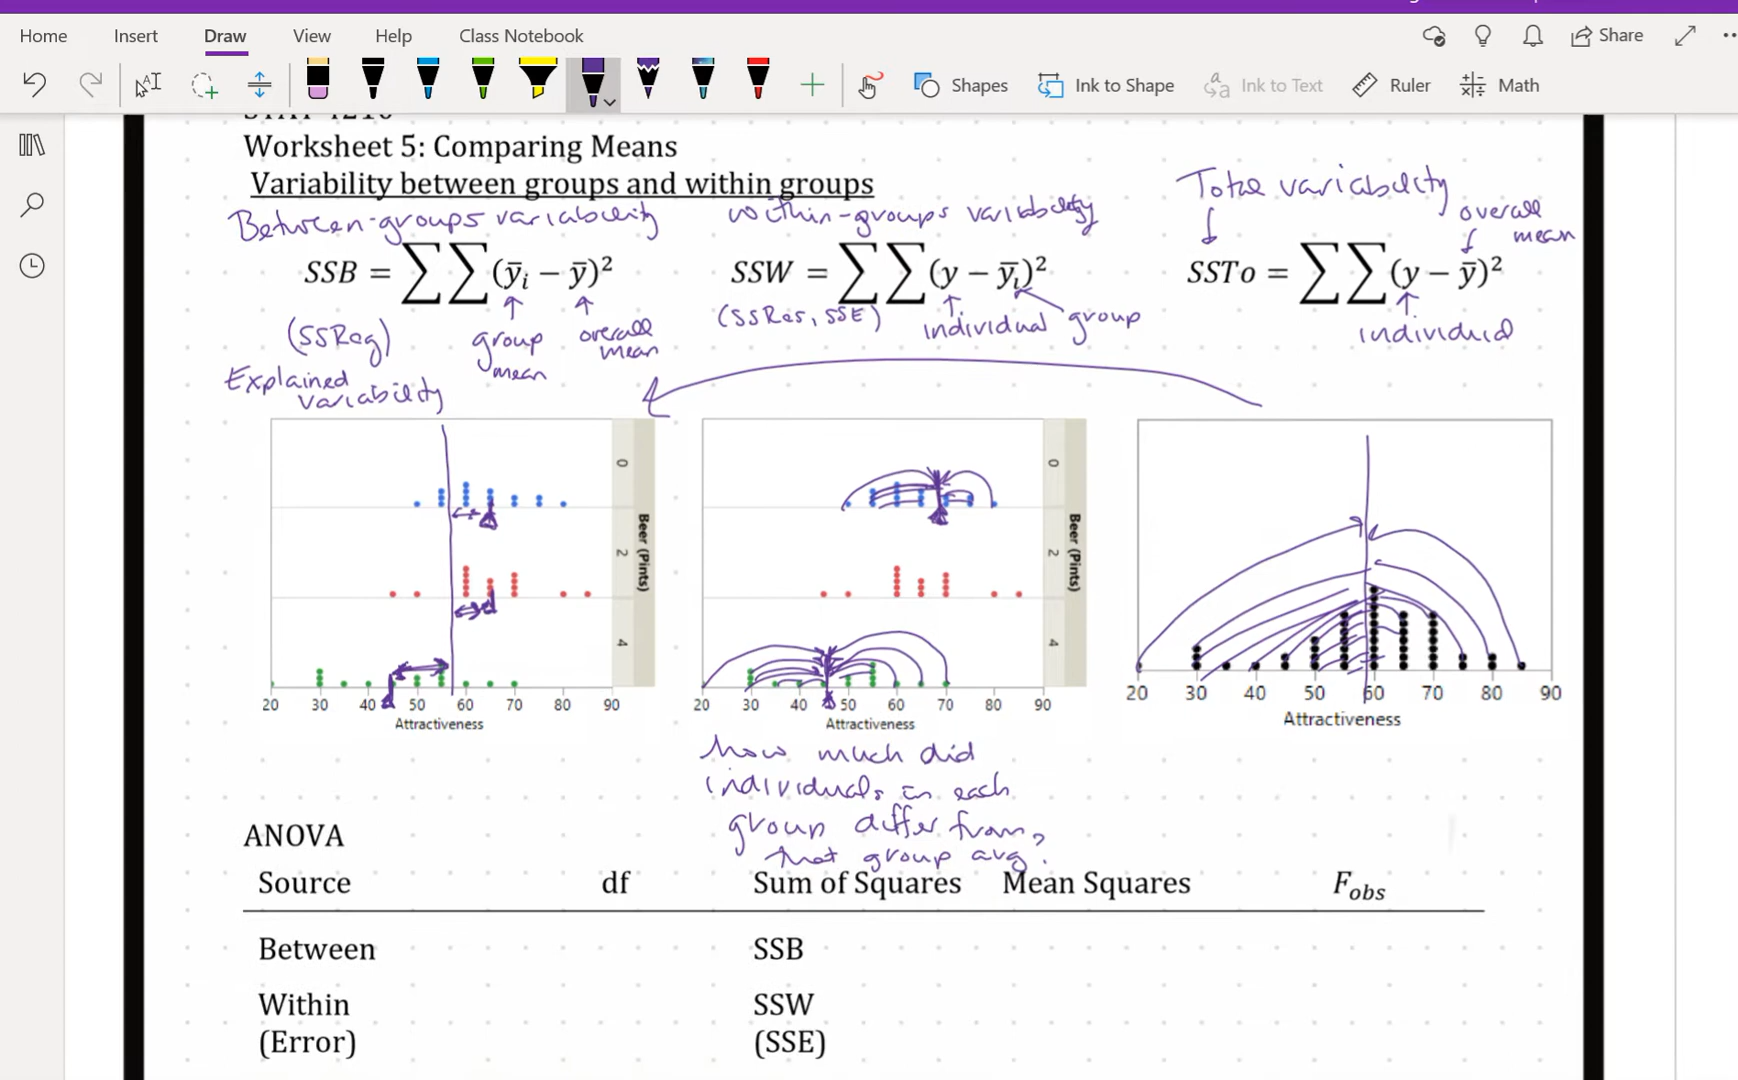 Home Insert Draw View Help Class Notebook Share
Shapes Ink to Shape Ink to Text Ruler Math
Worksheet 5: Comparing Means
Variability between groups and within groups
Between-groups variability
within-groups variability
Total variability
overall
mean
SSB = ∑∑(ȳᵢ − ȳ)²
SSW = ∑∑(y − ȳᵢ)²
SSTo = ∑∑(y − ȳ)²
(SSReg)
group
mean
overall
mean
(SSRes, SSE)
individual
group
individual
Explained
variability
0
2
4
Beer (Pints)
20 30 40 50 60 70 80 90
Attractiveness
0
2
4
Beer (Pints)
20 30 40 50 60 70 80 90
Attractiveness
20 30 40 50 60 70 80 90
Attractiveness
how much did
individuals in each
group differ from
that group avg?
ANOVA
Source df Sum of Squares Mean Squares F obs
Between SSB
Within SSW
(Error) (SSE)